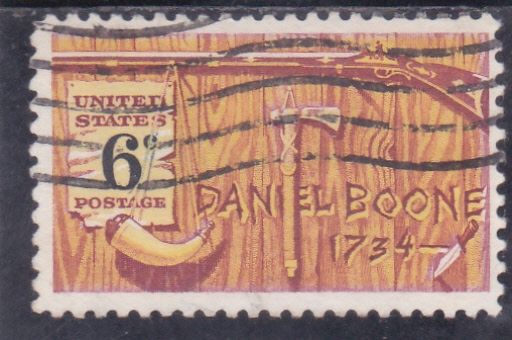 UNITED
STATES
6¢
POSTAGE
DANIEL BOONE
1734